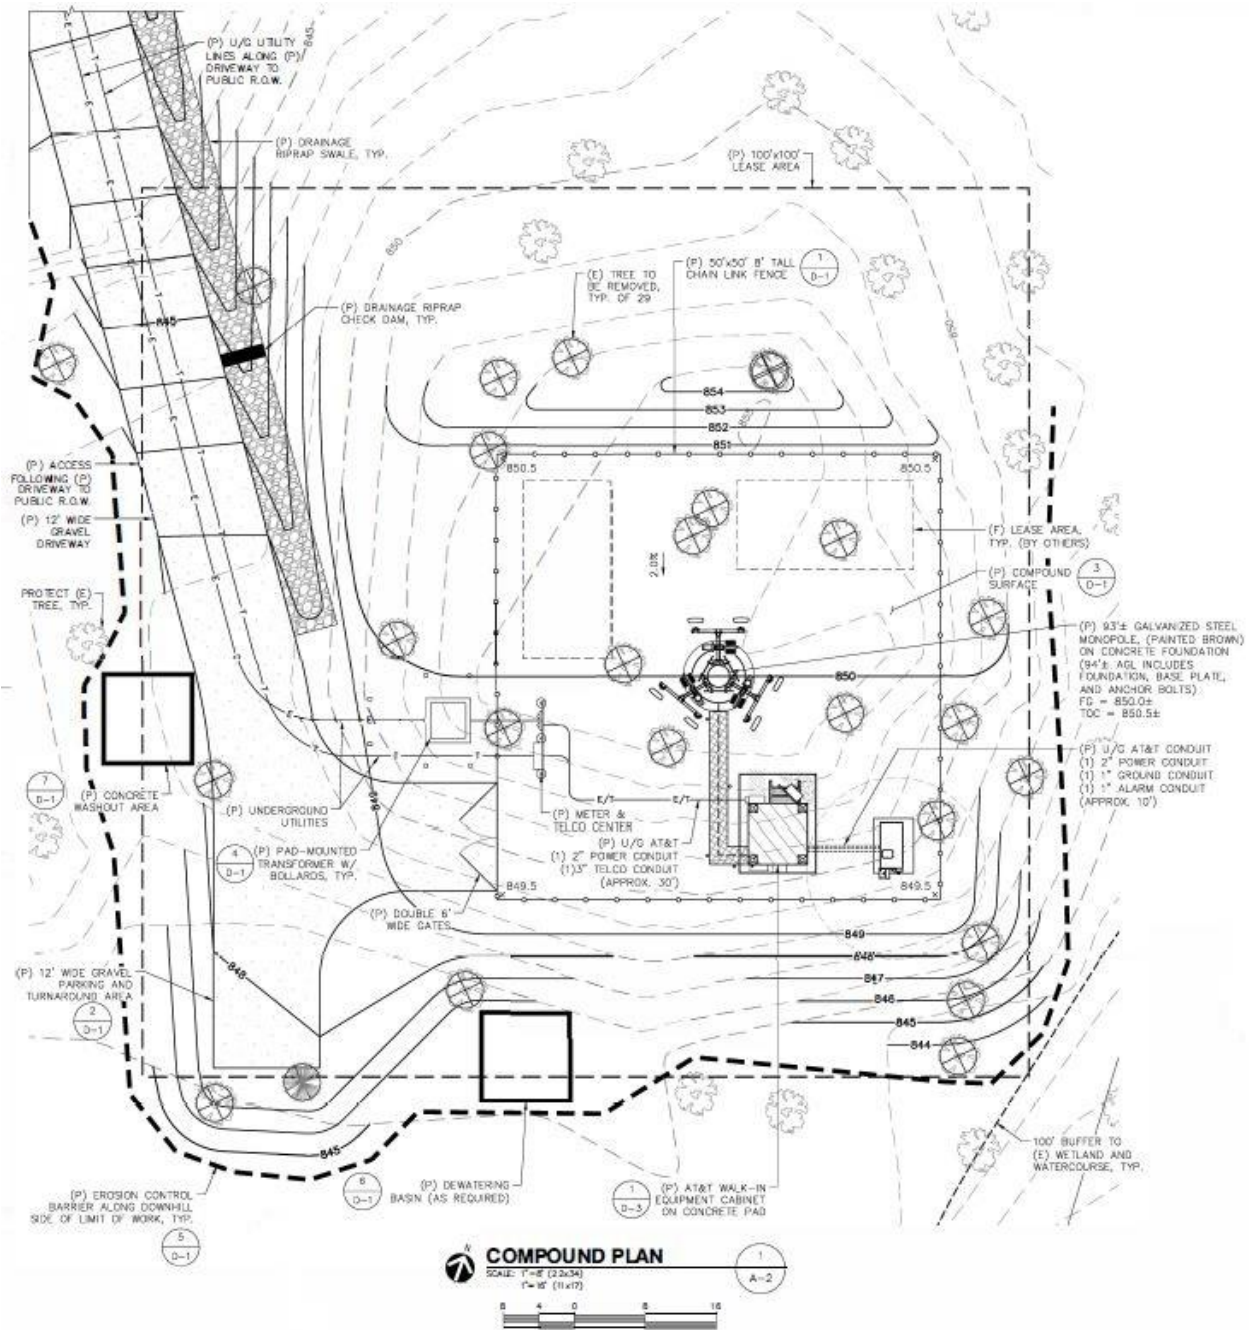 (P) U/G UTILITY
LINES ALONG (P)
DRIVEWAY TO
PUBLIC R.O.W.
845
(P) DRAINAGE
RIPRAP SWALE, TYP.
(P) 100'x100'
LEASE AREA
850
(P) 50'x50' 8' TALL
CHAIN LINK FENCE
1
D-1
(E) TREE TO
BE REMOVED,
TYP. OF 29
(P) DRAINAGE RIPRAP
CHECK DAM, TYP.
845
850
854
853
852
851
855
850.5
850.5
(P) ACCESS
FOLLOWING (P)
DRIVEWAY TO
PUBLIC R.O.W.
(P) 12' WIDE
GRAVEL
DRIVEWAY
(F) LEASE AREA,
TYP. (BY OTHERS)
2.0%
(P) COMPOUND
SURFACE
3
D-1
PROTECT (E)
TREE, TYP.
(P) 93'± GALVANIZED STEEL
MONOPOLE, (PAINTED BROWN)
ON CONCRETE FOUNDATION
(94'± AGL INCLUDES
FOUNDATION, BASE PLATE,
AND ANCHOR BOLTS)
FG = 850.0±
TOC = 850.5±
850
E
T
T
(P) U/G AT&T CONDUIT
(1) 2" POWER CONDUIT
(1) 1" GROUND CONDUIT
(1) 1" ALARM CONDUIT
(APPROX. 10')
7
D-1
(P) CONCRETE
WASHOUT AREA
849
(P) UNDERGROUND
UTILITIES
E/T
E/T
(P) METER &
TELCO CENTER
4
D-1
(P) PAD-MOUNTED
TRANSFORMER W/
BOLLARDS, TYP.
(P) U/G AT&T
(1) 2" POWER CONDUIT
(1)3" TELCO CONDUIT
(APPROX. 30')
849.5
849.5
(P) DOUBLE 6'
WIDE GATES
849
848
847
846
845
844
848
(P) 12' WIDE GRAVEL
PARKING AND
TURNAROUND AREA
2
D-1
845
100' BUFFER TO
(E) WETLAND AND
WATERCOURSE, TYP.
(P) EROSION CONTROL
BARRIER ALONG DOWNHILL
SIDE OF LIMIT OF WORK, TYP.
5
D-1
6
D-1
(P) DEWATERING
BASIN (AS REQUIRED)
1
D-3
(P) AT&T WALK-IN
EQUIPMENT CABINET
ON CONCRETE PAD
N
COMPOUND PLAN
SCALE: 1"=8' (22x34)
1"=16' (11x17)
1
A-2
8 4 0 8 16